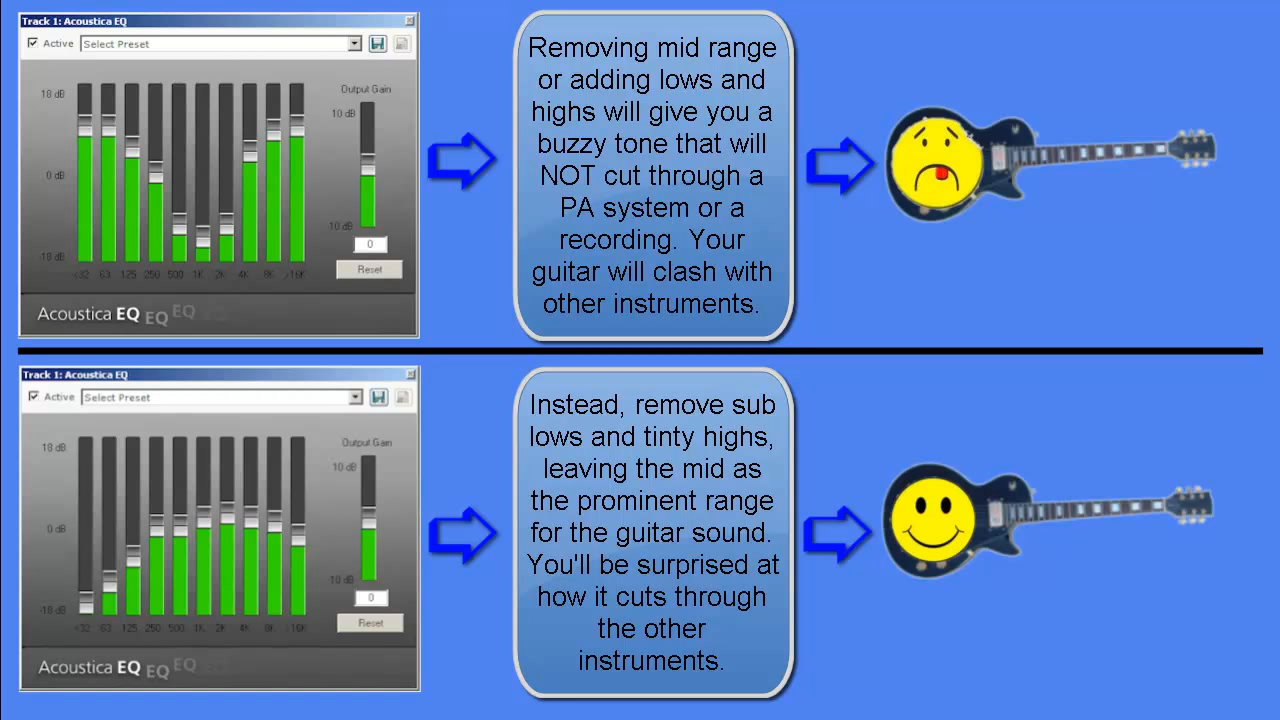 Track 1: Acoustica EQ
Active
Select Preset
Output Gain
18 dB
10 dB
0 dB
10 dB
-18 dB
0
<32 63 125 250 500 1K 2K 4K 8K >16K
Reset
Acoustica EQ EQ EQ
Removing mid range
or adding lows and
highs will give you a
buzzy tone that will
NOT cut through a
PA system or a
recording. Your
guitar will clash with
other instruments.
Track 1: Acoustica EQ
Active
Select Preset
Output Gain
18 dB
10 dB
0 dB
-10 dB
-18 dB
0
<32 63 125 250 500 1K 2K 4K 8K >16K
Reset
Acoustica EQ EQ EQ
Instead, remove sub
lows and tinty highs,
leaving the mid as
the prominent range
for the guitar sound.
You'll be surprised at
how it cuts through
the other
instruments.